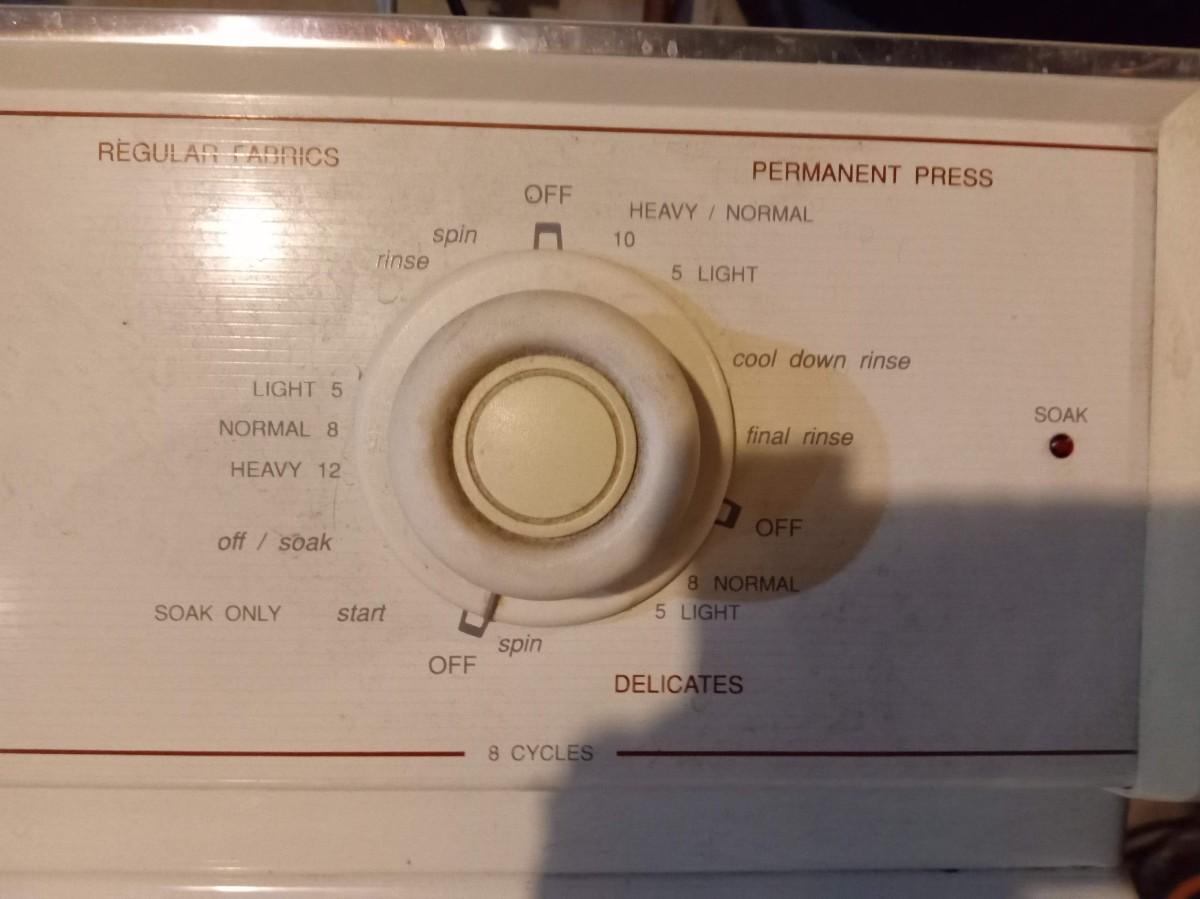 REGULAR FABRICS
PERMANENT PRESS
OFF
HEAVY / NORMAL
10
spin
rinse
5 LIGHT
cool down rinse
LIGHT 5
NORMAL 8
HEAVY 12
final rinse
SOAK
off / soak
OFF
8 NORMAL
5 LIGHT
SOAK ONLY start
spin
OFF
DELICATES
8 CYCLES